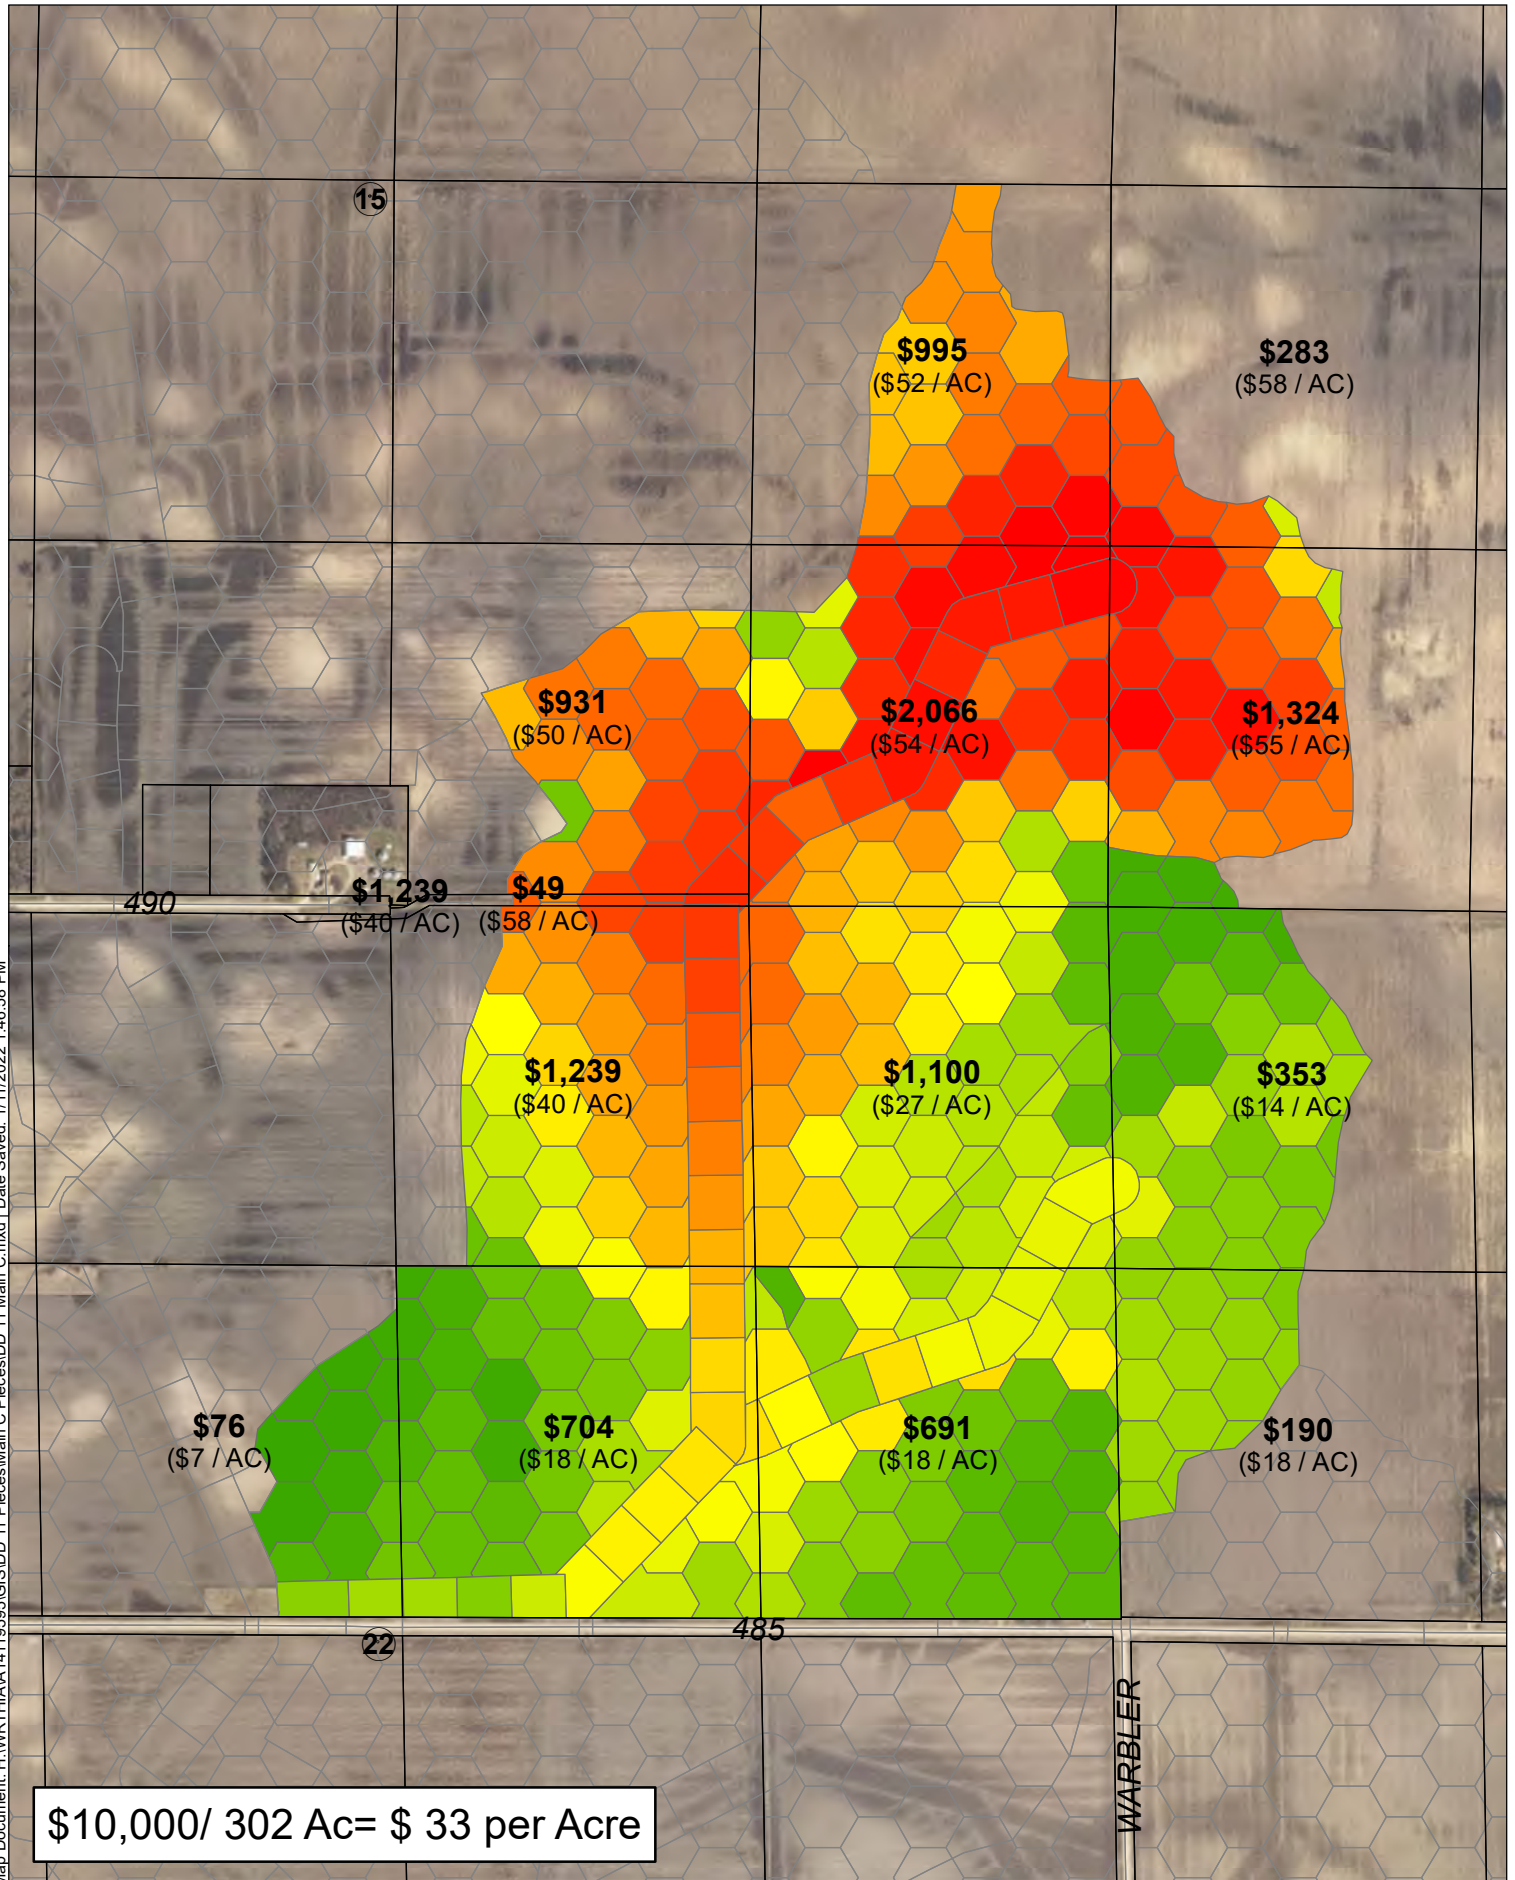 15
$995
($52 / AC)
$283
($58 / AC)
$931
($50 / AC)
$2,066
($54 / AC)
$1,324
($55 / AC)
490
$1,239
($40 / AC)
$49
($58 / AC)
$1,239
($40 / AC)
$1,100
($27 / AC)
$353
($14 / AC)
$76
($7 / AC)
$704
($18 / AC)
$691
($18 / AC)
$190
($18 / AC)
485
22
WARBLER
$10,000/ 302 Ac= $ 33 per Acre